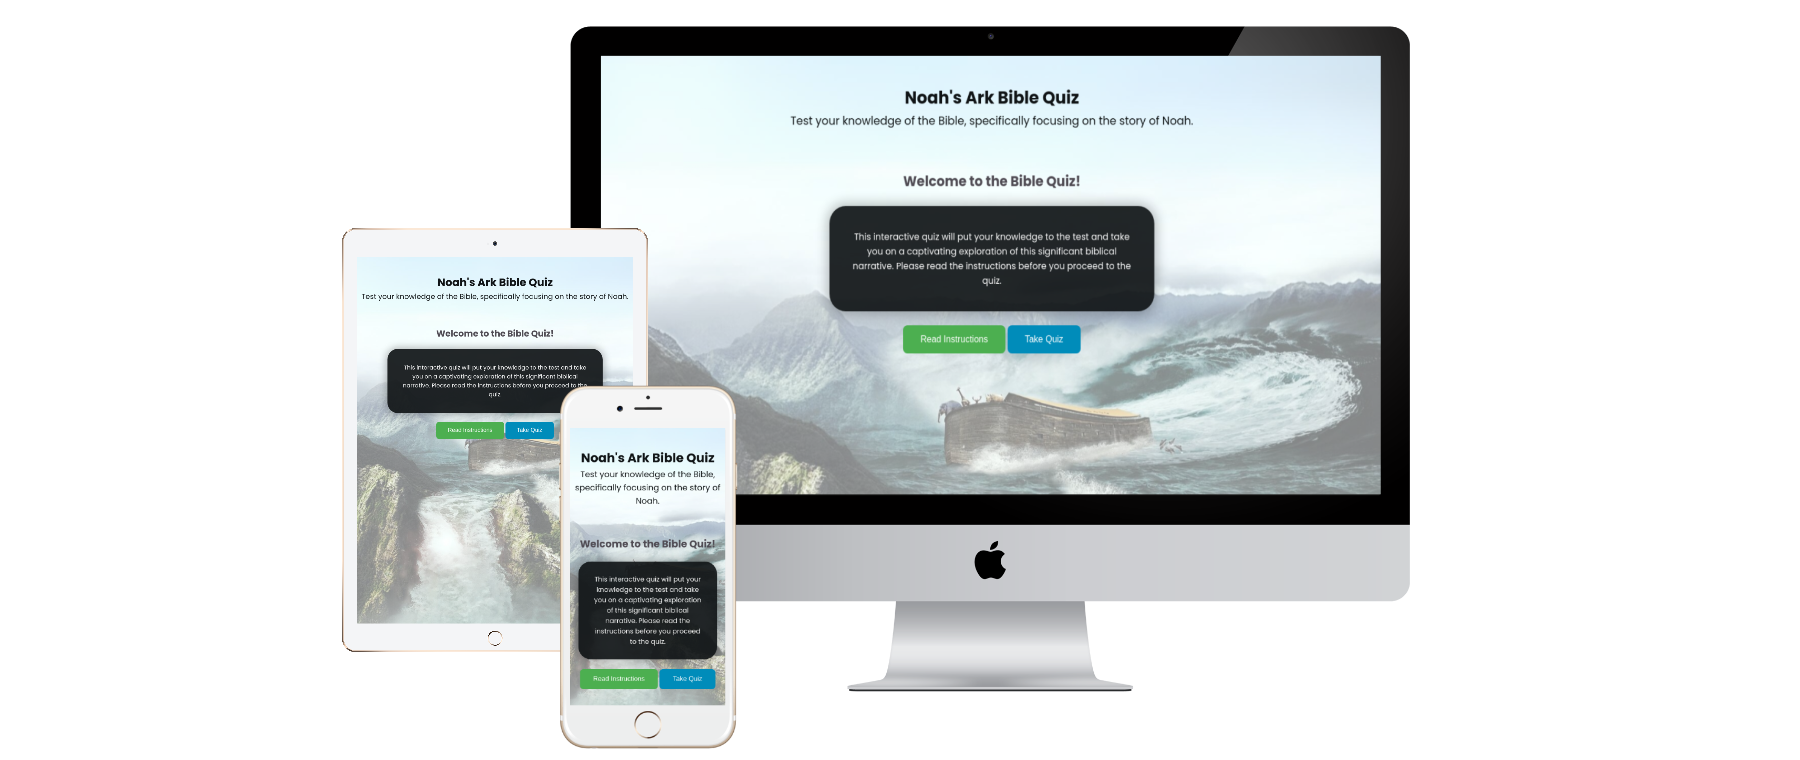 Noah's Ark Bible Quiz
Test your knowledge of the Bible, specifically focusing on the story of Noah.
Welcome to the Bible Quiz!
This interactive quiz will put your knowledge to the test and take
you on a captivating exploration of this significant biblical
narrative. Please read the instructions before you proceed to the
quiz.
Read Instructions
Take Quiz
Noah's Ark Bible Quiz
Test your knowledge of the Bible, specifically focusing on the story of Noah.
Welcome to the Bible Quiz!
This interactive quiz will put your knowledge to the test and take
you on a captivating exploration of this significant biblical
narrative. Please read the instructions before you proceed to the
quiz.
Read Instructions
Take Quiz
Noah's Ark Bible Quiz
Test your knowledge of the Bible,
specifically focusing on the story of
Noah.
Welcome to the Bible Quiz!
This interactive quiz will put your
knowledge to the test and take
you on a captivating exploration
of this significant biblical
narrative. Please read the
instructions before you proceed
to the quiz.
Read Instructions
Take Quiz